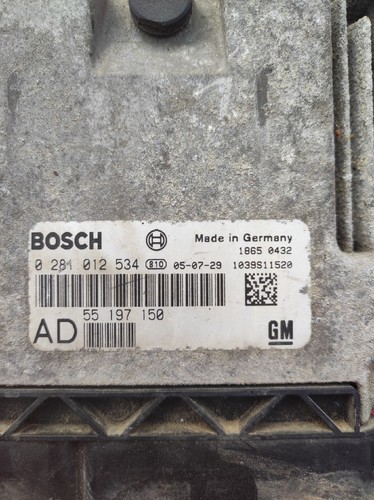 BOSCH Made in Germany
1865 0432
0 281 012 534 810 05-07-29 1039S11520
AD 55 197 150 GM